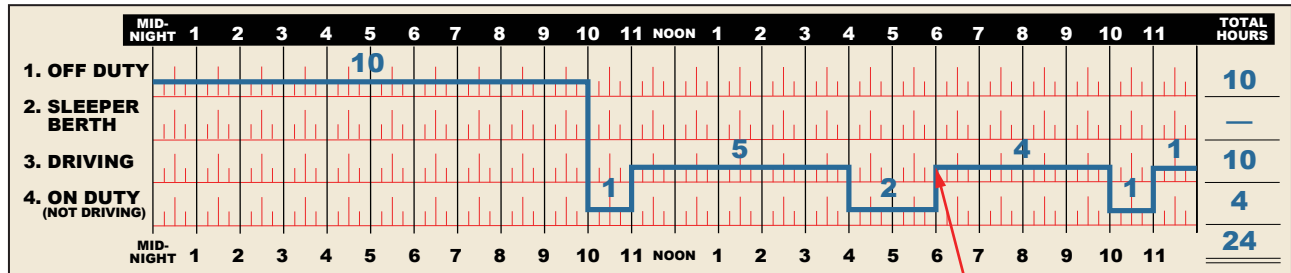 MID-NIGHT 1 2 3 4 5 6 7 8 9 10 11 NOON 1 2 3 4 5 6 7 8 9 10 11 TOTAL HOURS
1. OFF DUTY 10 10
2. SLEEPER BERTH —
3. DRIVING 5 4 1 10
4. ON DUTY (NOT DRIVING) 1 2 1 4
MID-NIGHT 1 2 3 4 5 6 7 8 9 10 11 NOON 1 2 3 4 5 6 7 8 9 10 11 24